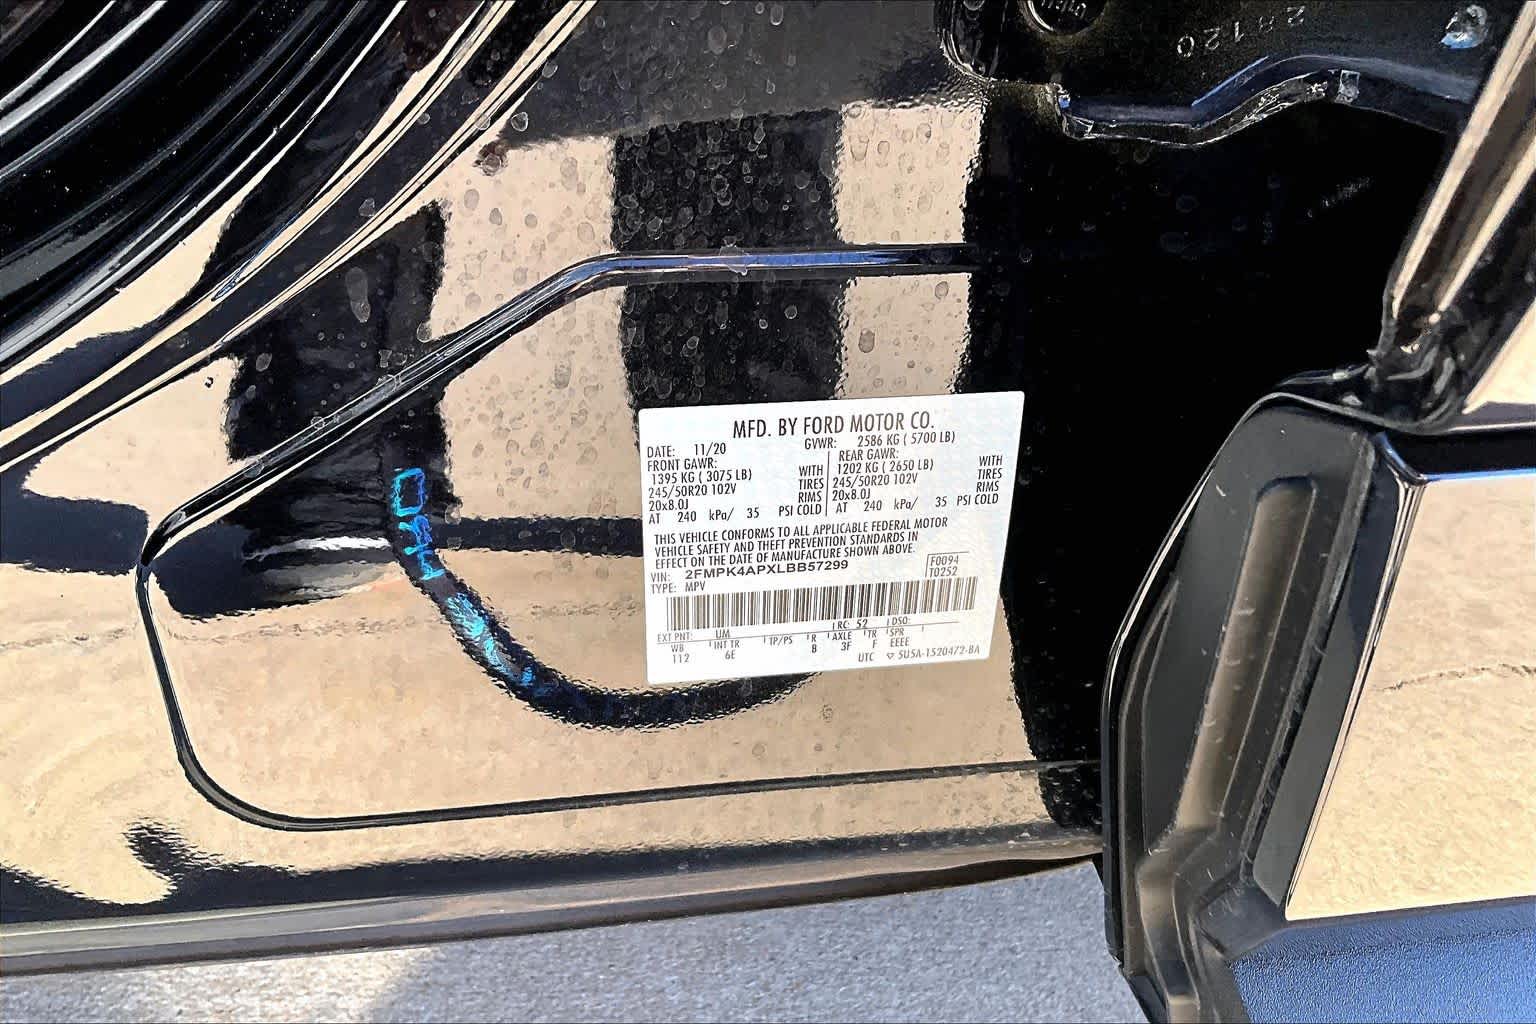 28120
MFD. BY FORD MOTOR CO.
DATE: 11/20 GVWR: 2586 KG ( 5700 LB)
FRONT GAWR: REAR GAWR:
1395 KG ( 3075 LB) WITH 1202 KG ( 2650 LB) WITH
245/50R20 102V TIRES 245/50R20 102V TIRES
20x8.0J RIMS 20x8.0J RIMS
AT 240 kPa/ 35 PSI COLD AT 240 kPa/ 35 PSI COLD
THIS VEHICLE CONFORMS TO ALL APPLICABLE FEDERAL MOTOR
VEHICLE SAFETY AND THEFT PREVENTION STANDARDS IN
EFFECT ON THE DATE OF MANUFACTURE SHOWN ABOVE.
VIN: 2FMPK4APXLBB57299 F0094
TYPE: MPV T0252
EXT PNT: UM RC: 52 DSO:
WB INT TR TP/PS R AXLE TR SPR
112 6E B 3F F EEEE
UTC ▽ 5U5A-1520472-BA